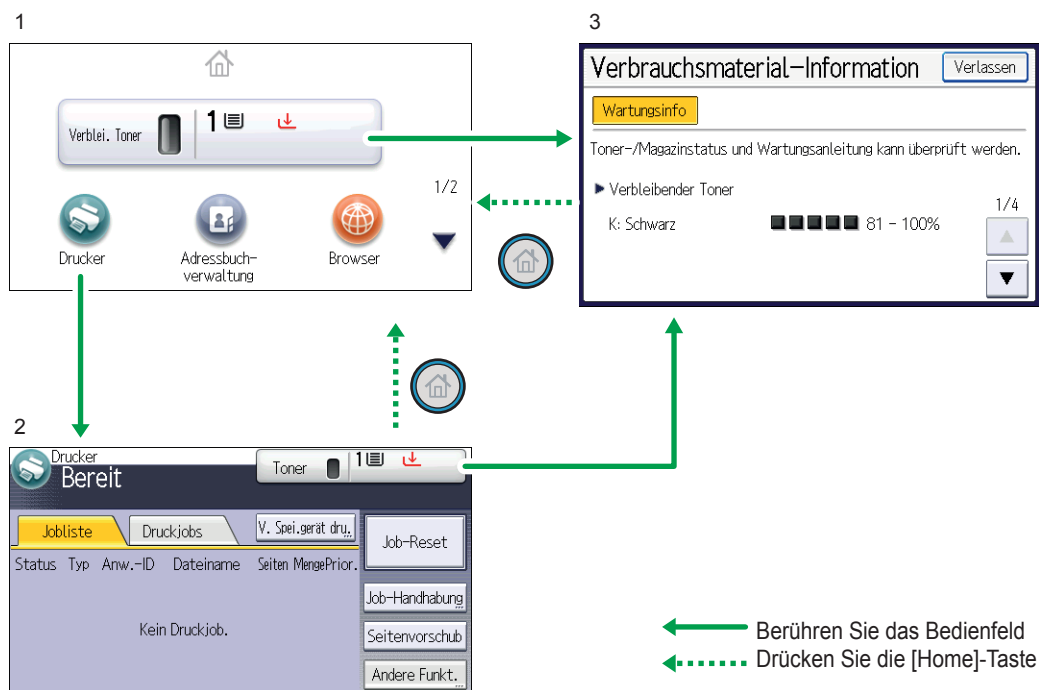 1
Verblei. Toner
1
1/2
Drucker
Adressbuch-
verwaltung
Browser
3
Verbrauchsmaterial-Information
Verlassen
Wartungsinfo
Toner-/Magazinstatus und Wartungsanleitung kann überprüft werden.
Verbleibender Toner
K: Schwarz
81 - 100%
1/4
2
Drucker
Bereit
Toner
1
Jobliste
Druckjobs
V. Spei.gerät dru..
Job-Reset
Status Typ Anw.-ID Dateiname Seiten MengePrior.
Job-Handhabung
Kein Druckjob.
Seitenvorschub
Andere Funkt.
Berühren Sie das Bedienfeld
Drücken Sie die [Home]-Taste